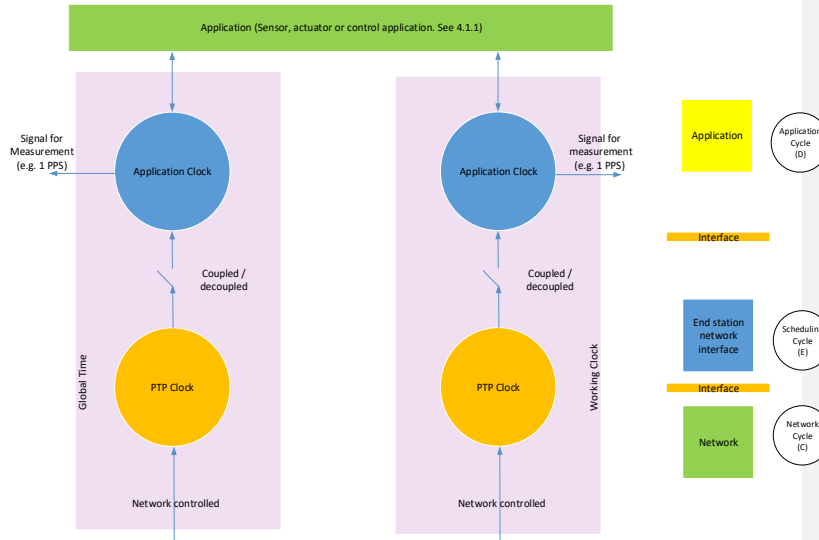 Application (Sensor, actuator or control application. See 4.1.1)
Signal for
Measurement
(e.g. 1 PPS)
Application Clock
Coupled /
decoupled
PTP Clock
Global Time
Network controlled
Application Clock
Signal for
measurement
(e.g. 1 PPS)
Coupled /
decoupled
PTP Clock
Working Clock
Network controlled
Application
Application
Cycle
(D)
Interface
End station
network
interface
Cycle
(E)
Interface
Network
Network
Cycle
(C)